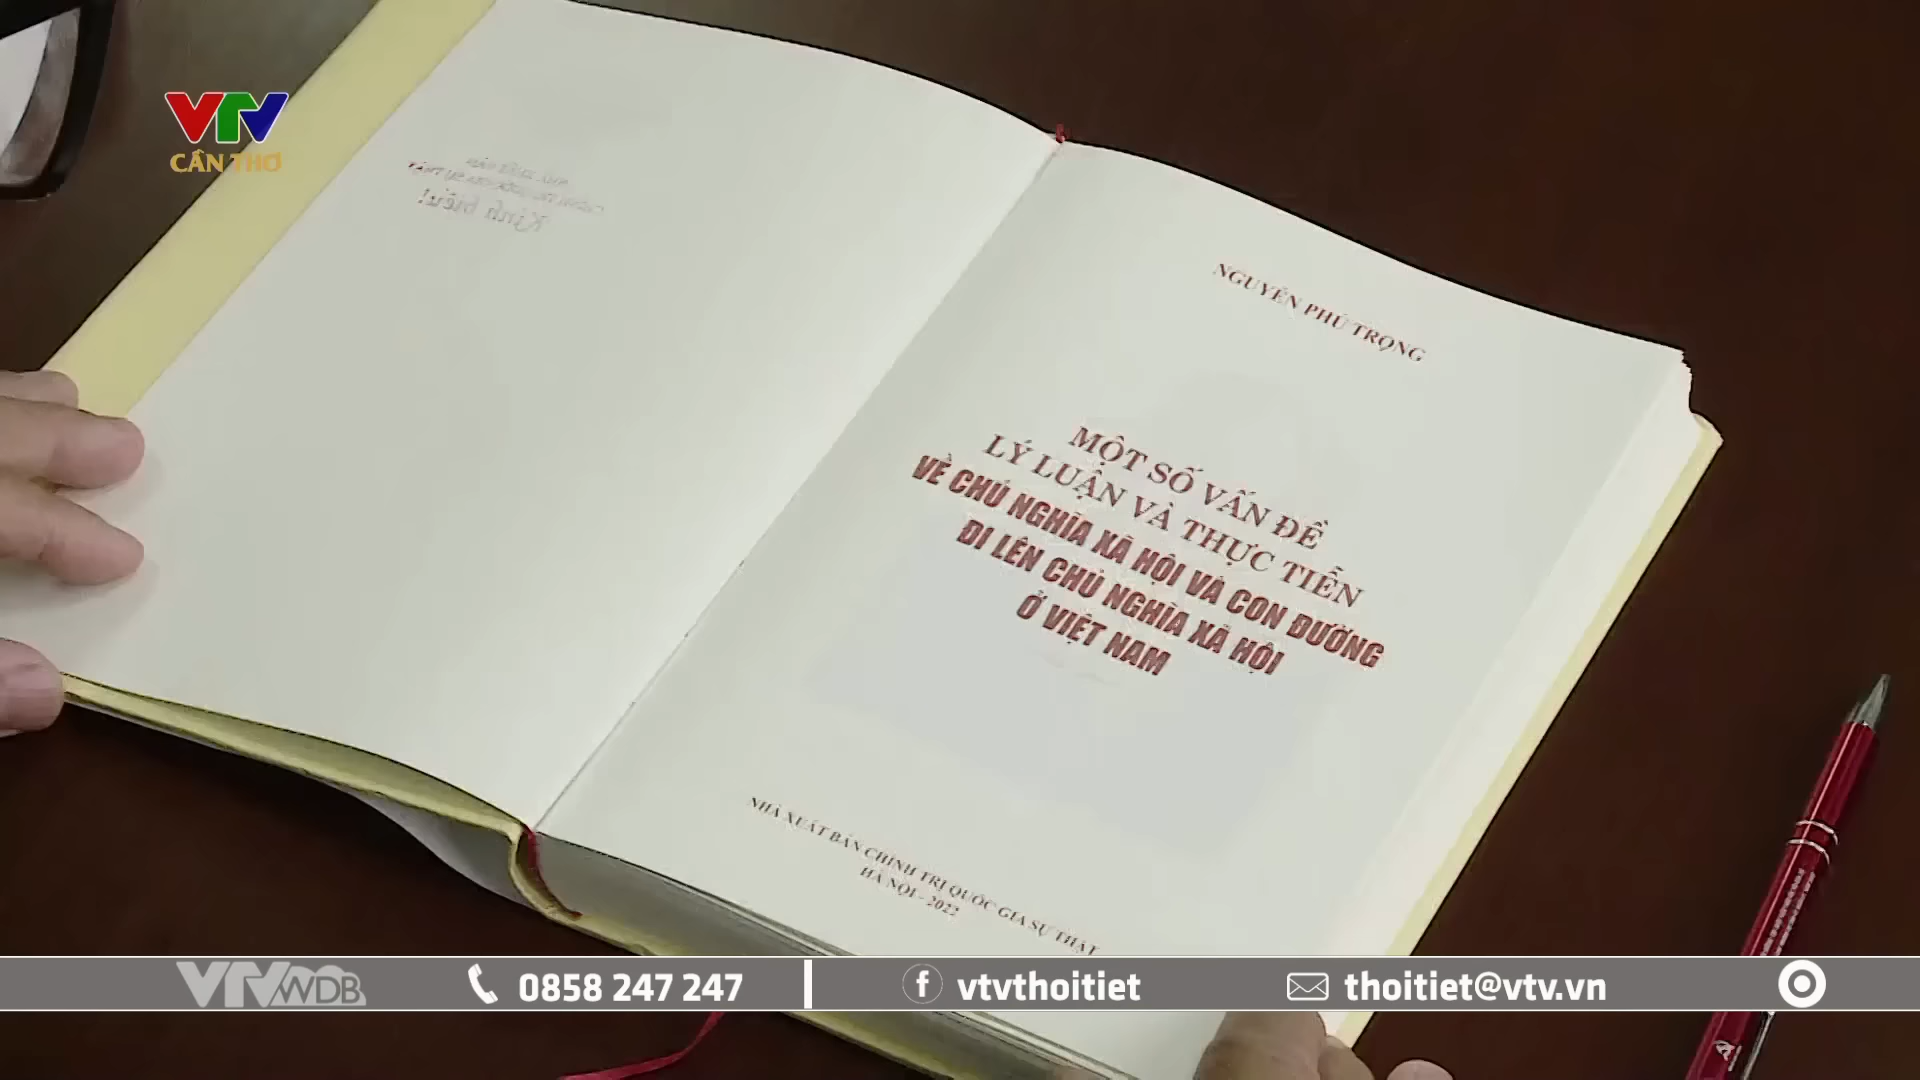 VTV
CẦN THƠ
Kính biếu!
NGUYỄN PHÚ TRỌNG
MỘT SỐ VẤN ĐỀ
LÝ LUẬN VÀ THỰC TIỄN
VỀ CHỦ NGHĨA XÃ HỘI VÀ CON ĐƯỜNG
ĐI LÊN CHỦ NGHĨA XÃ HỘI
Ở VIỆT NAM
NHÀ XUẤT BẢN CHÍNH TRỊ QUỐC GIA SỰ THẬT
HÀ NỘI - 2022
VTV WDB 0858 247 247 vtvthoitiet thoitiet@vtv.vn